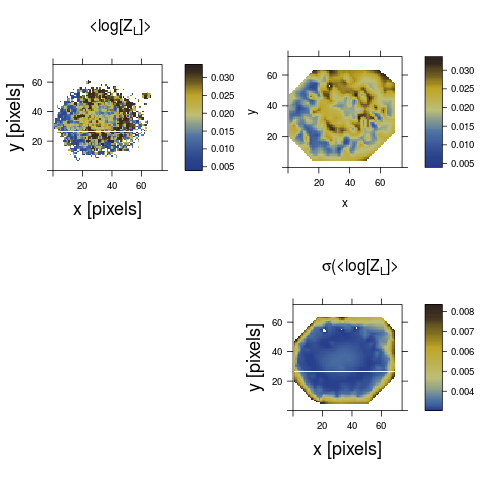 <log[Z_L]>
y [pixels]
60
40
20
20 40 60
x [pixels]
0.030
0.025
0.020
0.015
0.010
0.005
y
60
40
20
20 40 60
x
0.030
0.025
0.020
0.015
0.010
0.005
σ(<log[Z_L]>
y [pixels]
60
40
20
20 40 60
x [pixels]
0.008
0.007
0.006
0.005
0.004